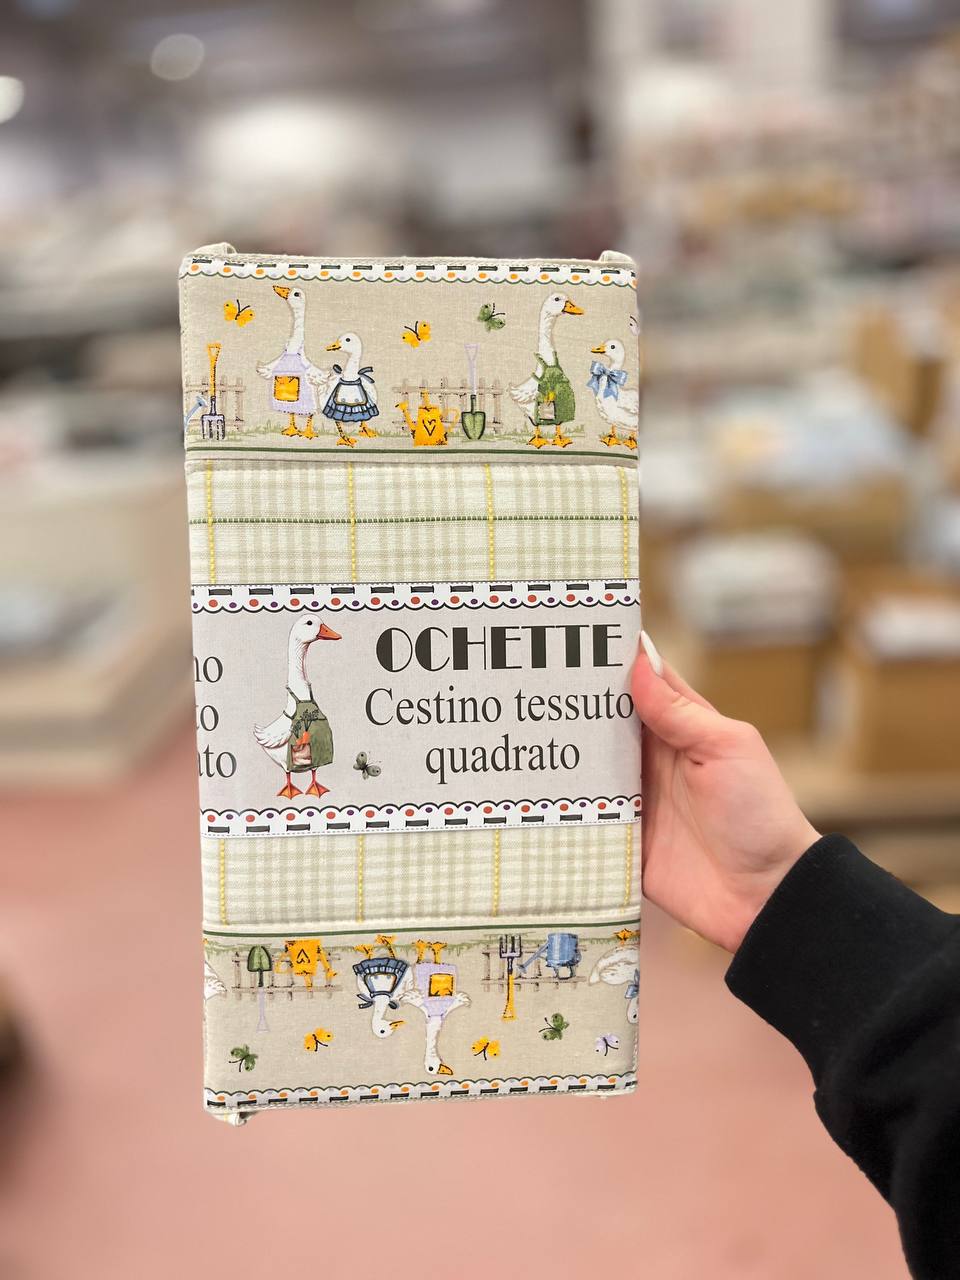 OCHETTE
Cestino tessuto
quadrato